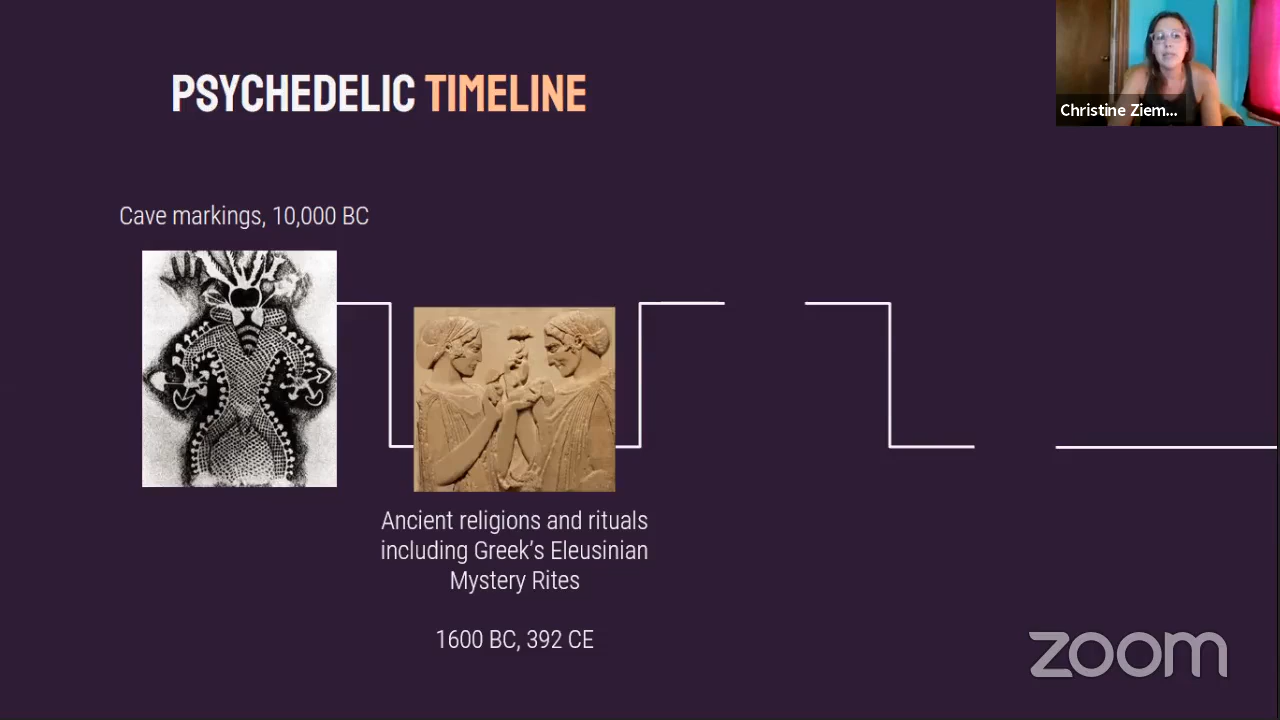 PSYCHEDELIC TIMELINE
Christine Ziem...
Cave markings, 10,000 BC
Ancient religions and rituals
including Greek's Eleusinian
Mystery Rites
1600 BC, 392 CE
zoom